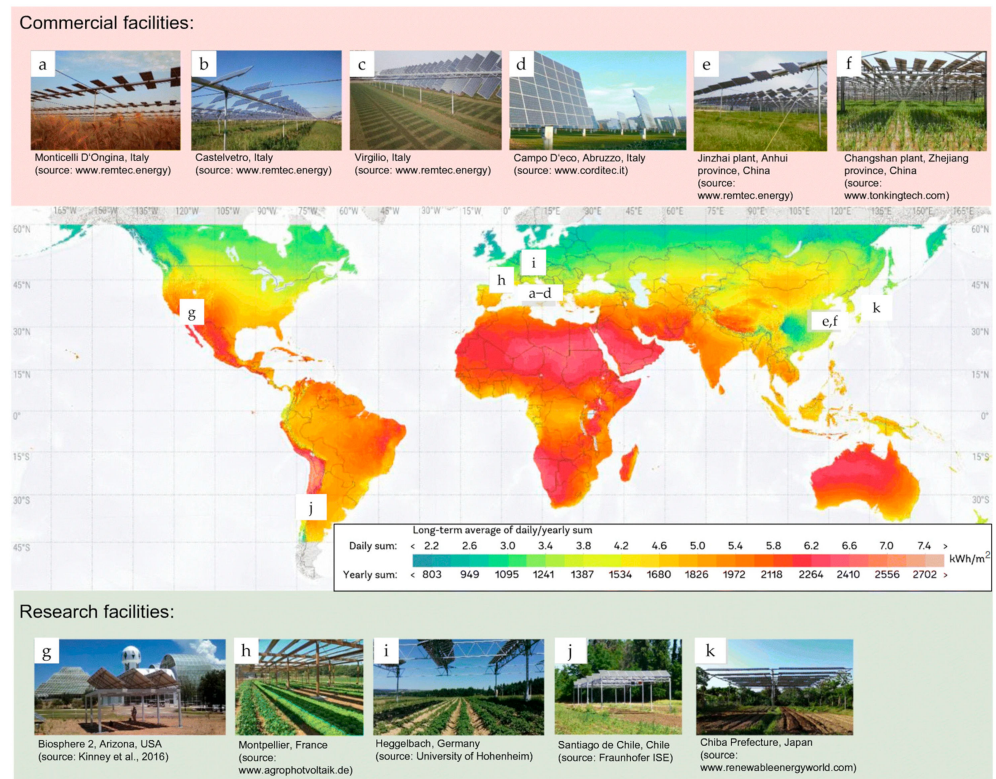 Commercial facilities:
a
b
c
d
e
f
Monticelli D'Ongina, Italy
(source: www.remtec.energy)
Castelvetro, Italy
(source: www.remtec.energy)
Virgilio, Italy
(source: www.remtec.energy)
Campo D'eco, Abruzzo, Italy
(source: www.corditec.it)
Jinzhai plant, Anhui
province, China
(source:
www.remtec.energy)
Changshan plant, Zhejiang
province, China
(source:
www.tonkingtech.com)
165°W 150°W 135°W 120°W 105°W 90°W 75°W 60°W 45°W 30°W 15°W 0° 15°E 30°E 45°E 60°E 75°E 90°E 105°E 120°E 135°E 150°E 165°E
60°N 60°N
i
h
a–d
45°N 45°N
g
k
e,f
30°N 30°N
15°N 15°N
0° 0°
15°S 15°S
30°S 30°S
j
45°S
Long-term average of daily/yearly sum
Daily sum: < 2.2 2.6 3.0 3.4 3.8 4.2 4.6 5.0 5.4 5.8 6.2 6.6 7.0 7.4 >
kWh/m2
Yearly sum: < 803 949 1095 1241 1387 1534 1680 1826 1972 2118 2264 2410 2556 2702 >
Research facilities:
g
h
i
j
k
Biosphere 2, Arizona, USA
(source: Kinney et al., 2016)
Montpellier, France
(source:
www.agrophotvoltaik.de)
Heggelbach, Germany
(source: University of Hohenheim)
Santiago de Chile, Chile
(source: Fraunhofer ISE)
Chiba Prefecture, Japan
(source:
www.renewableenergyworld.com)